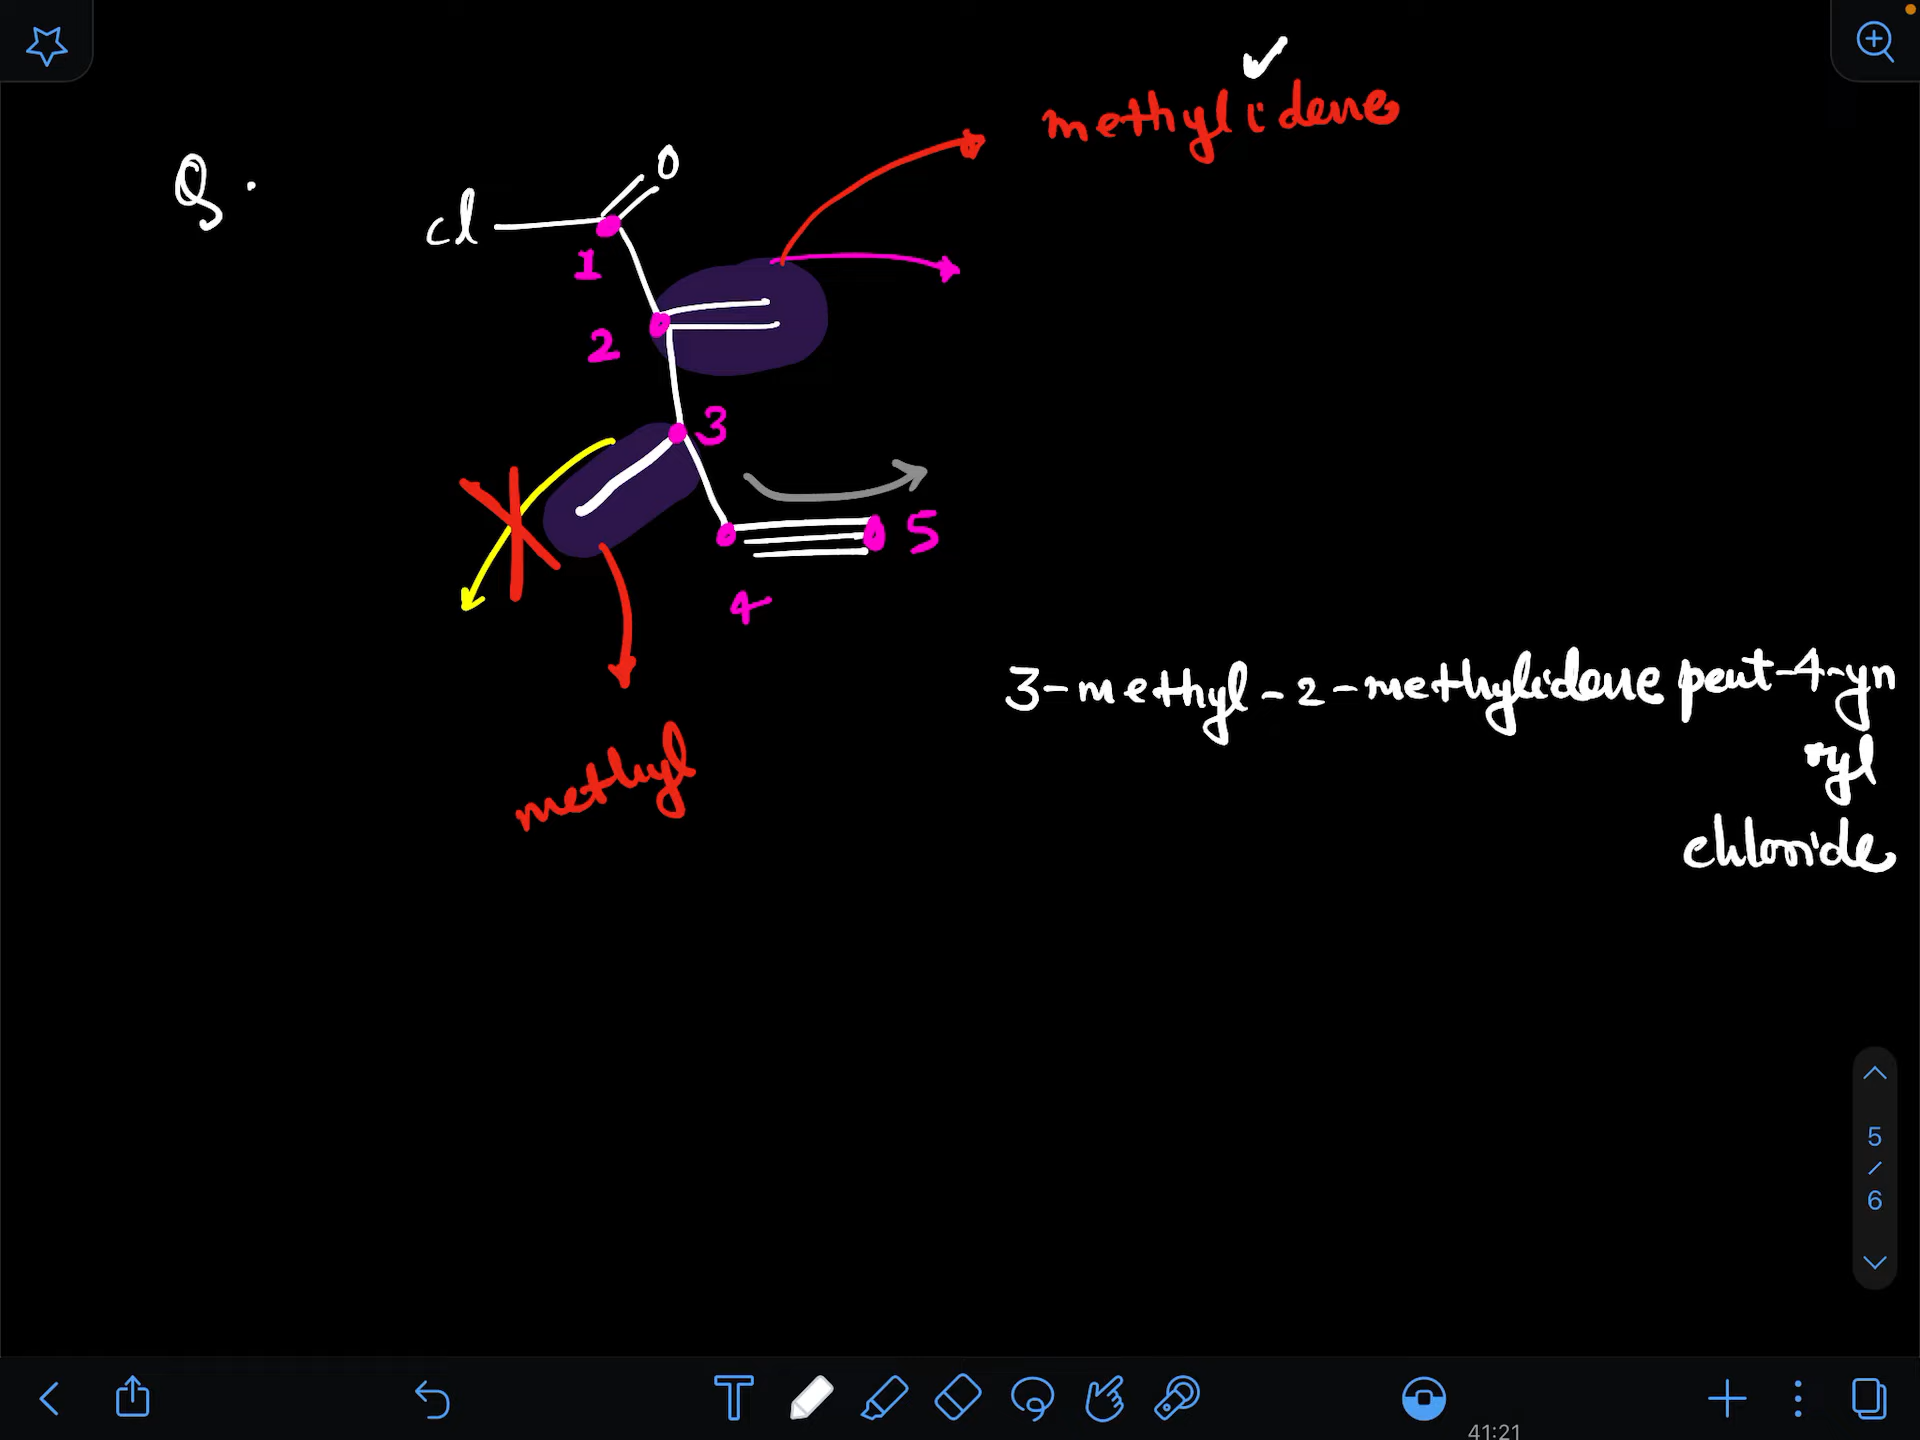 methylidene
Q.
O
Cl
1
2
3
5
4
3-methyl-2-methylidene pent-4-yn
oyl
chloride
methyl
5
/
6
41:21